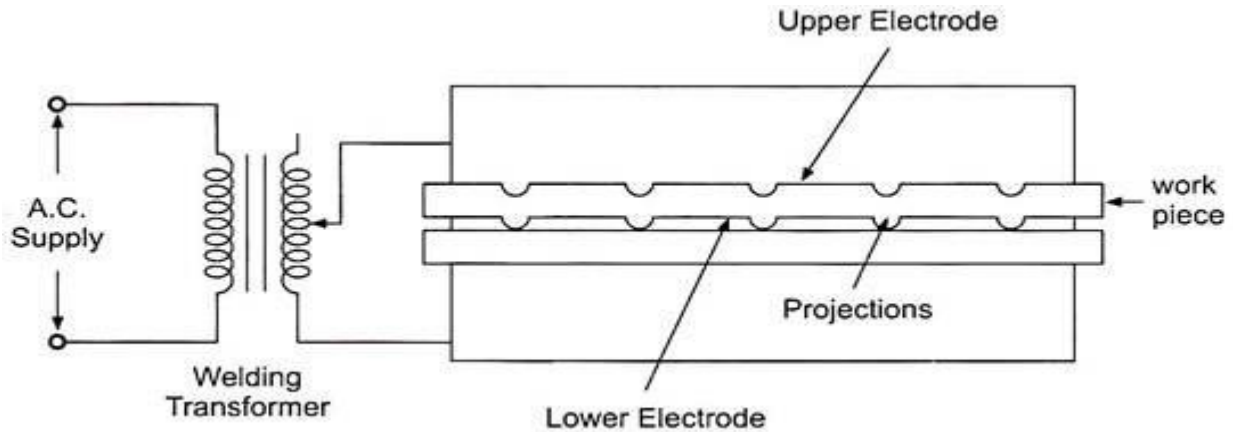 Upper Electrode
A.C.
Supply
work
piece
Projections
Welding
Transformer
Lower Electrode